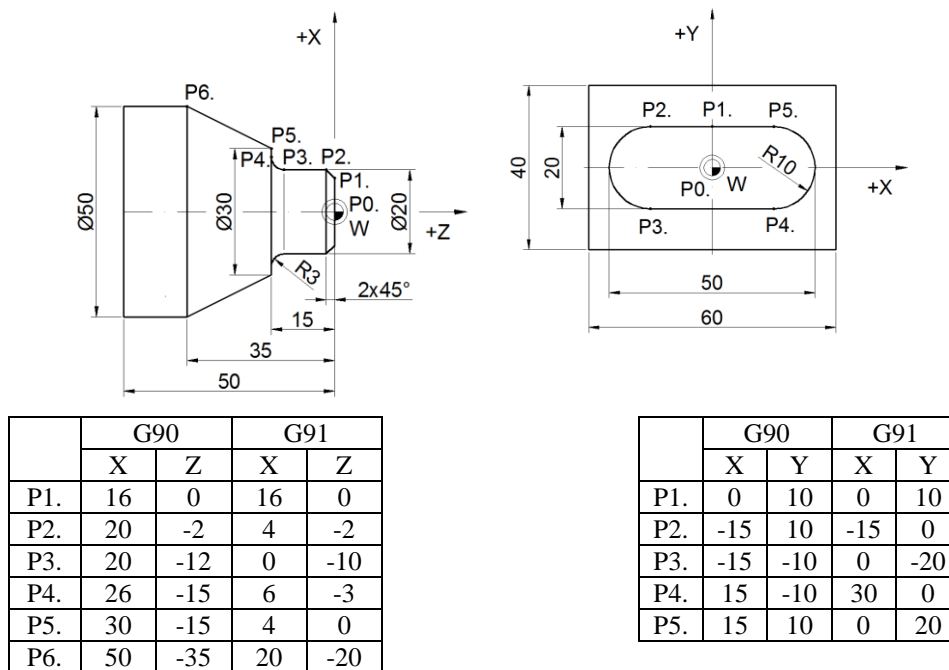 +X
P6.
P5.
P4. P3. P2.
P1.
P0.
W
+Z
Ø50
Ø30
Ø20
R3
2x45°
15
35
50
+Y
P2. P1. P5.
R10
P0. W
+X
P3. P4.
40
20
50
60
G90 G91
X Z X Z
P1. 16 0 16 0
P2. 20 -2 4 -2
P3. 20 -12 0 -10
P4. 26 -15 6 -3
P5. 30 -15 4 0
P6. 50 -35 20 -20
G90 G91
X Y X Y
P1. 0 10 0 10
P2. -15 10 -15 0
P3. -15 -10 0 -20
P4. 15 -10 30 0
P5. 15 10 0 20